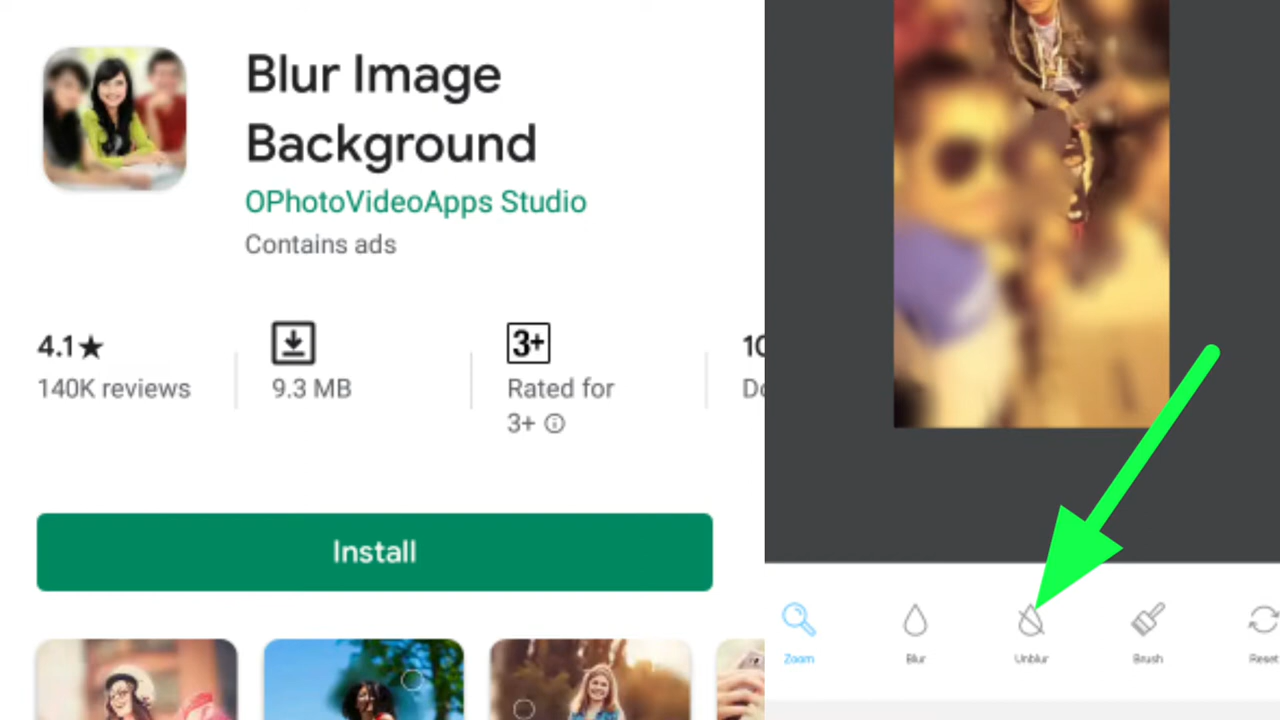 Blur Image
Background
OPhotoVideoApps Studio
Contains ads
4.1★
140K reviews
9.3 MB
3+
Rated for
3+
Install
Zoom
Blur
Unblur
Brush
Reset